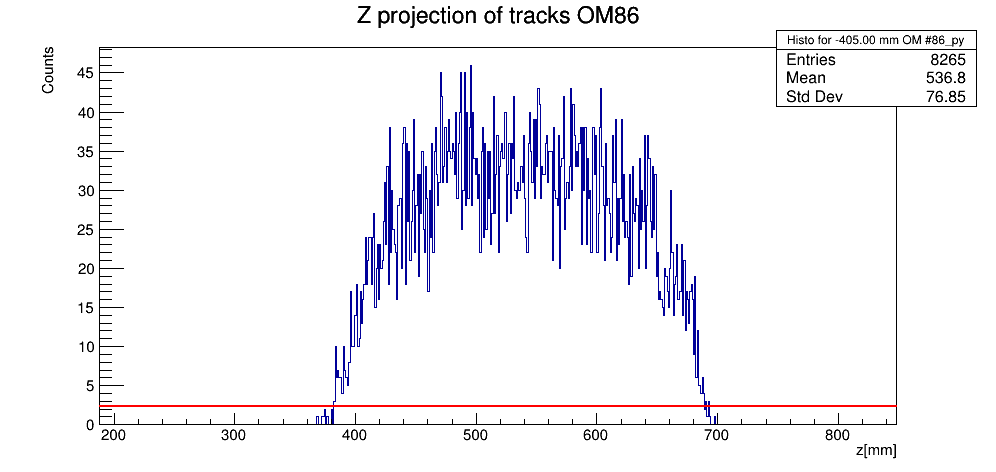 Z projection of tracks OM86
Histo for -405.00 mm OM #86_py
Entries 8265
Mean 536.8
Std Dev 76.85
Counts
45
40
35
30
25
20
15
10
5
0
200 300 400 500 600 700 800
z[mm]